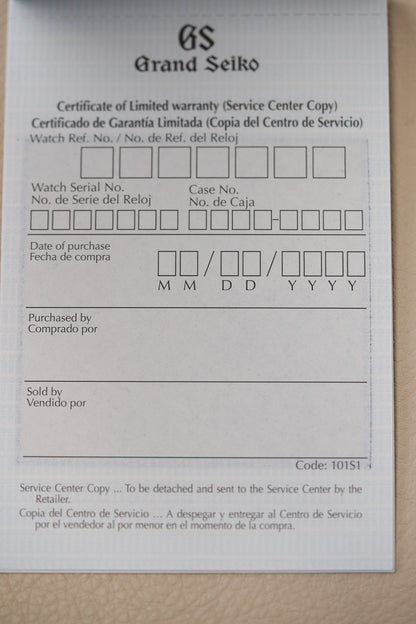 GS
Grand Seiko
Certificate of Limited warranty (Service Center Copy)
Certificado de Garantía Limitada (Copia del Centro de Servicio)
Watch Ref. No. / No. de Ref. del Reloj
Watch Serial No.
No. de Serie del Reloj
Case No.
No. de Caja
–
Date of purchase
Fecha de compra
/ /
M M D D Y Y Y Y
Purchased by
Comprado por
Sold by
Vendido por
Code: 101S1
Service Center Copy ... To be detached and sent to the Service Center by the
Retailer.
Copia del Centro de Servicio ... A despegar y entregar al Centro de Servicio
por el vendedor al por menor en el momento de la compra.